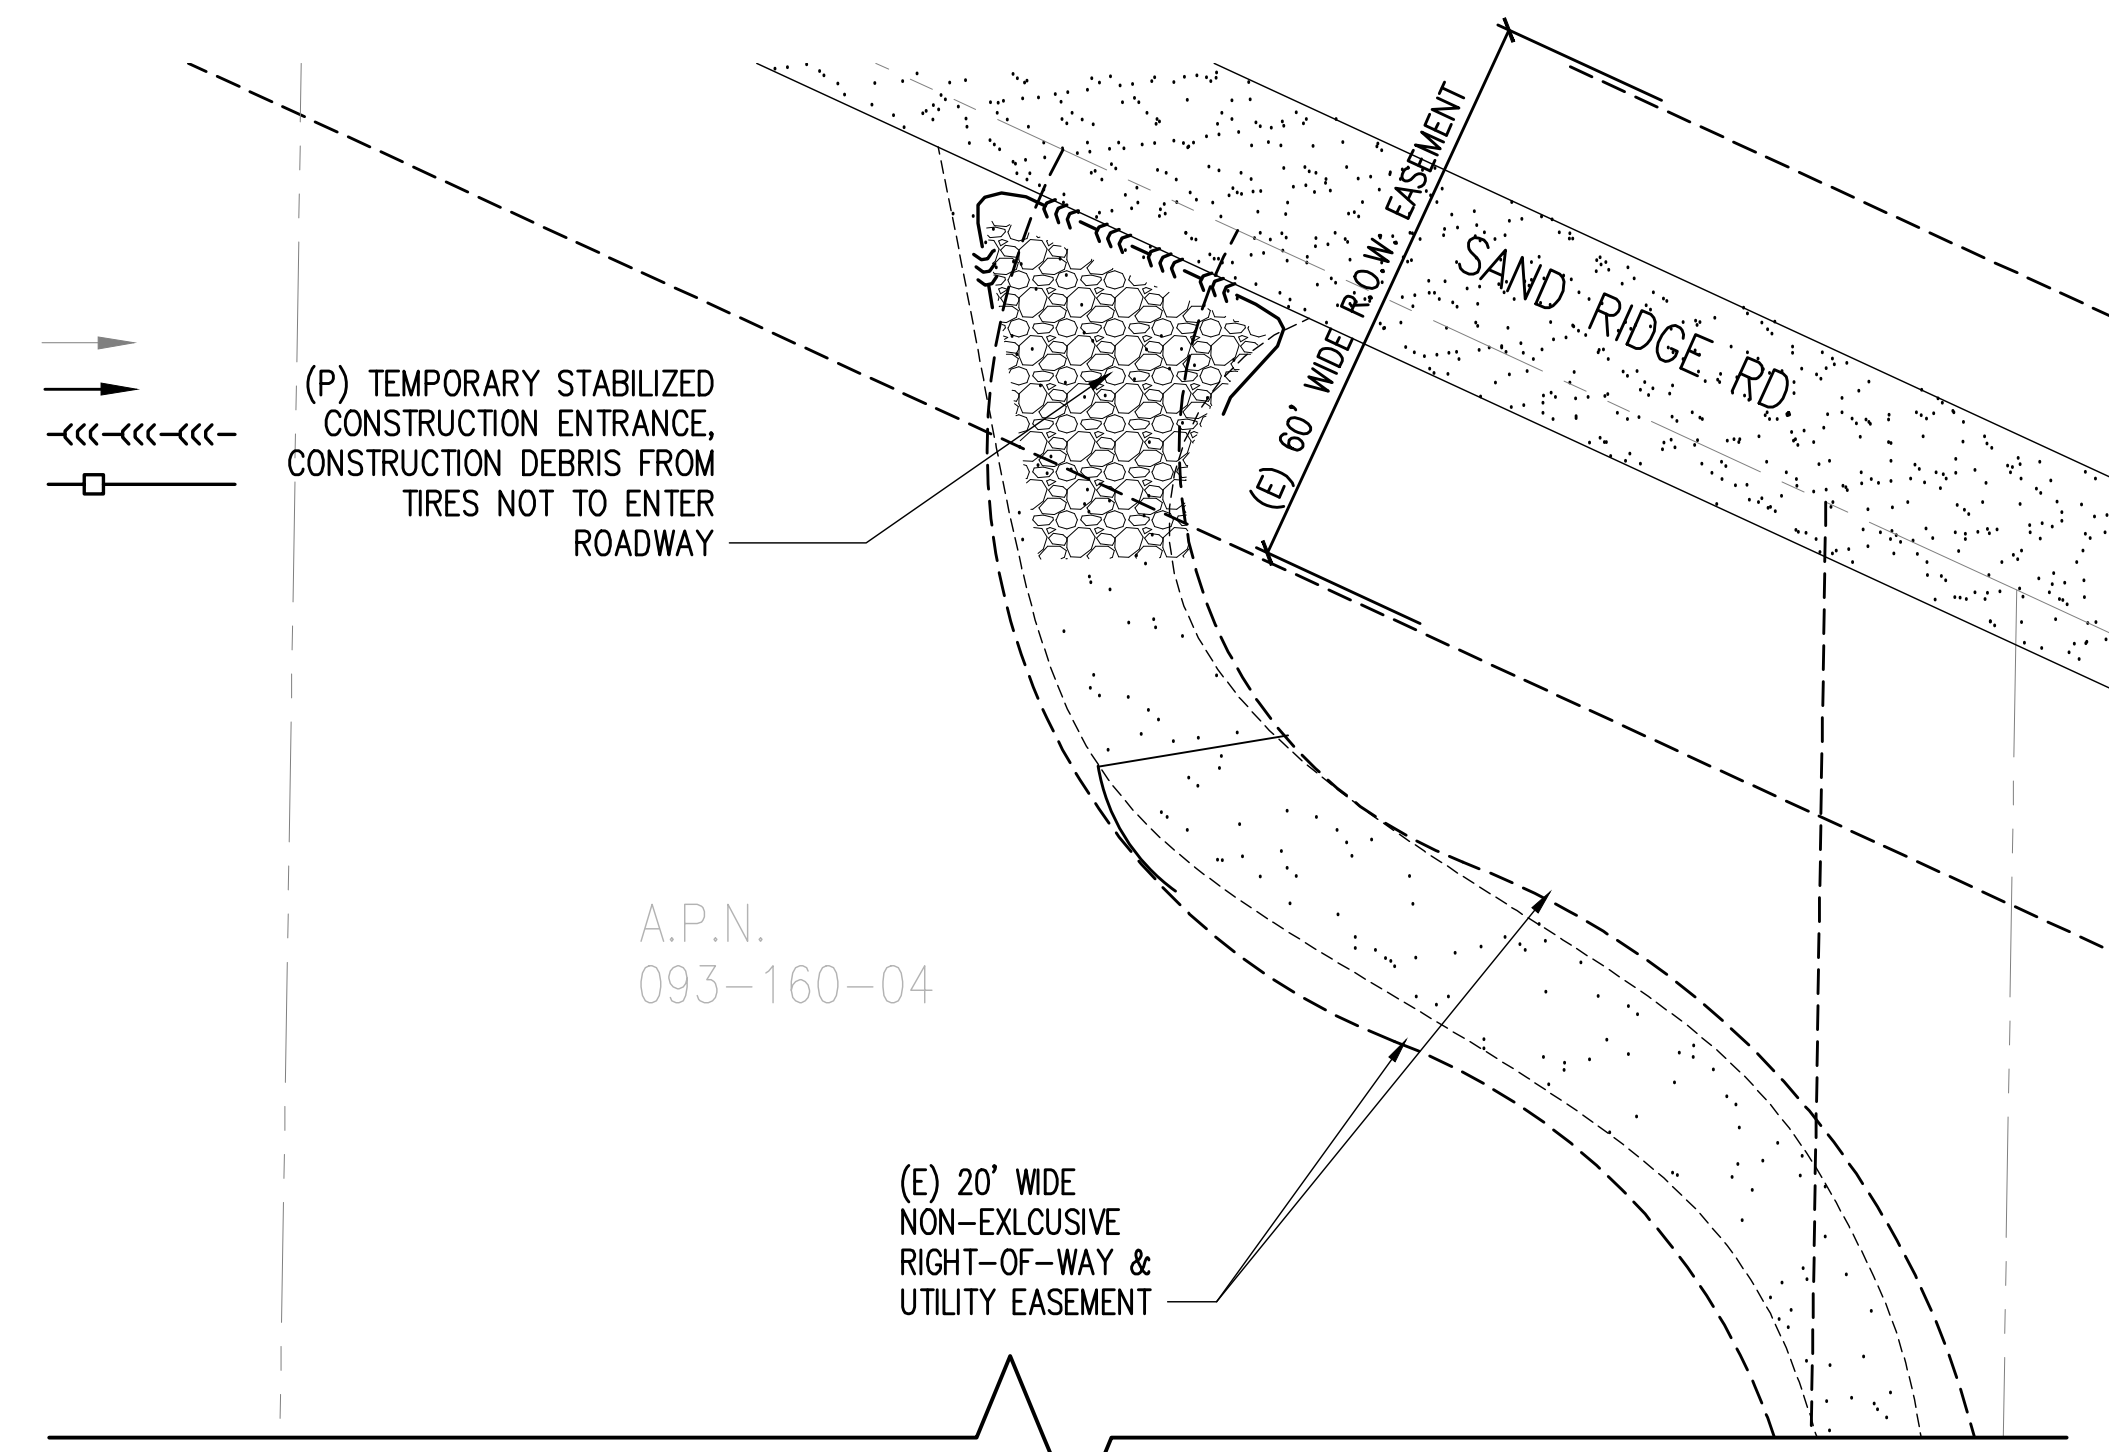 (E) 60' WIDE R.O.W. EASEMENT
SAND RIDGE RD.
(P) TEMPORARY STABILIZED
CONSTRUCTION ENTRANCE,
CONSTRUCTION DEBRIS FROM
TIRES NOT TO ENTER
ROADWAY
A.P.N.
093-160-04
(E) 20' WIDE
NON-EXLCUSIVE
RIGHT-OF-WAY &
UTILITY EASEMENT